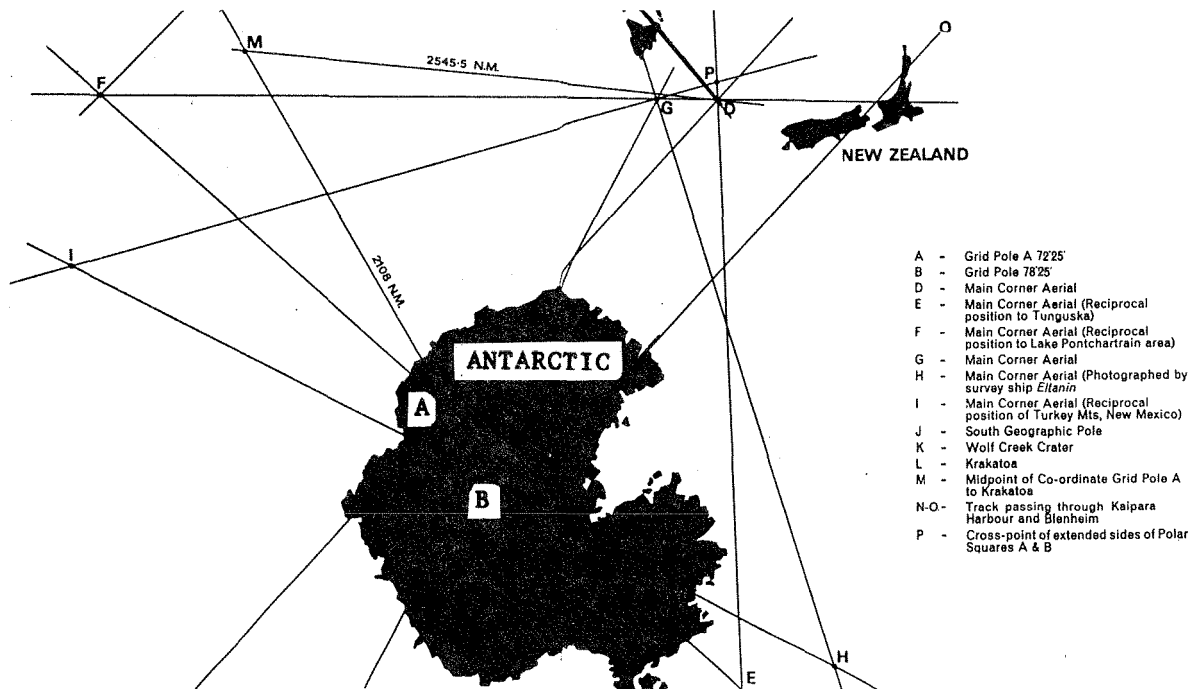 O
M
2545·5 N.M.
P
F
G
D
NEW ZEALAND
I
2108 N.M.
A - Grid Pole A 72'25'
B - Grid Pole 78'25'
D - Main Corner Aerial
E - Main Corner Aerial (Reciprocal
position to Tunguska)
F - Main Corner Aerial (Reciprocal
position to Lake Pontchartrain area)
G - Main Corner Aerial
H - Main Corner Aerial (Photographed by
survey ship Eltanin
I - Main Corner Aerial (Reciprocal
position of Turkey Mts, New Mexico)
J - South Geographic Pole
K - Wolf Creek Crater
L - Krakatoa
M - Midpoint of Co-ordinate Grid Pole A
to Krakatoa
N-O.- Track passing through Kaipara
Harbour and Blenheim
P - Cross-point of extended sides of Polar
Squares A & B
ANTARCTIC
A
B
H
E